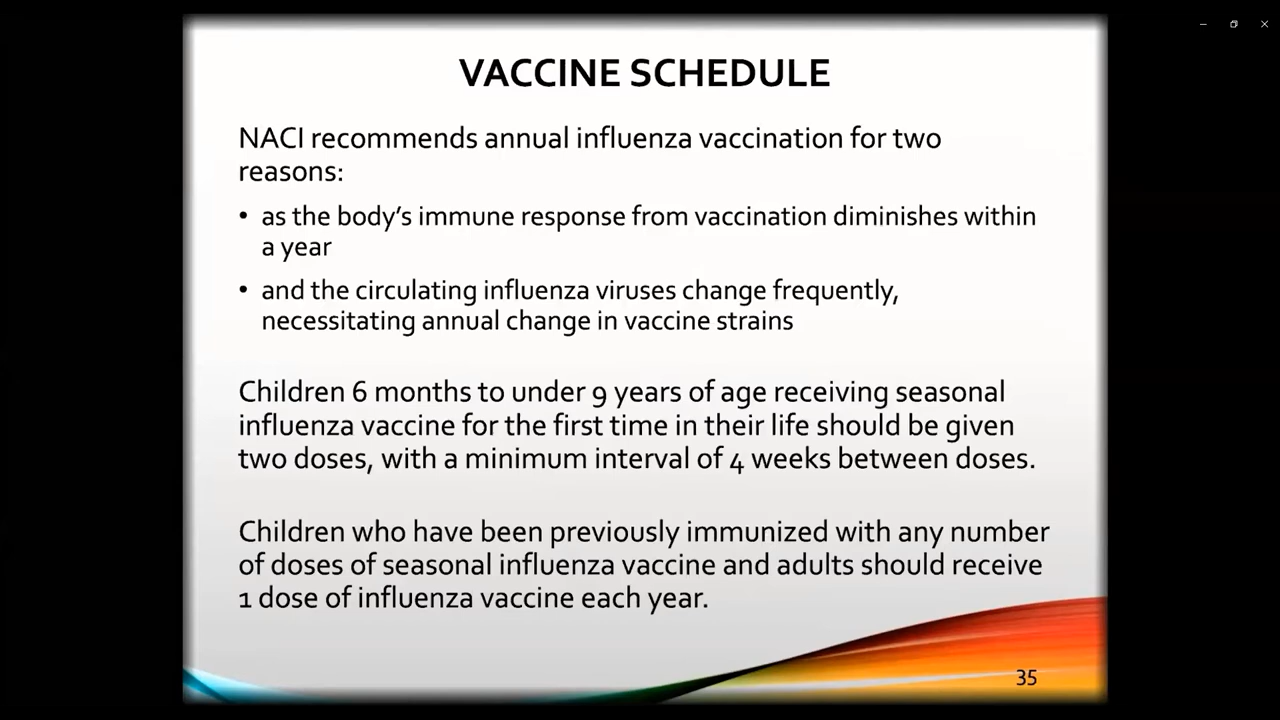 VACCINE SCHEDULE
NACI recommends annual influenza vaccination for two
reasons:
• as the body's immune response from vaccination diminishes within
a year
• and the circulating influenza viruses change frequently,
necessitating annual change in vaccine strains
Children 6 months to under 9 years of age receiving seasonal
influenza vaccine for the first time in their life should be given
two doses, with a minimum interval of 4 weeks between doses.
Children who have been previously immunized with any number
of doses of seasonal influenza vaccine and adults should receive
1 dose of influenza vaccine each year.
35